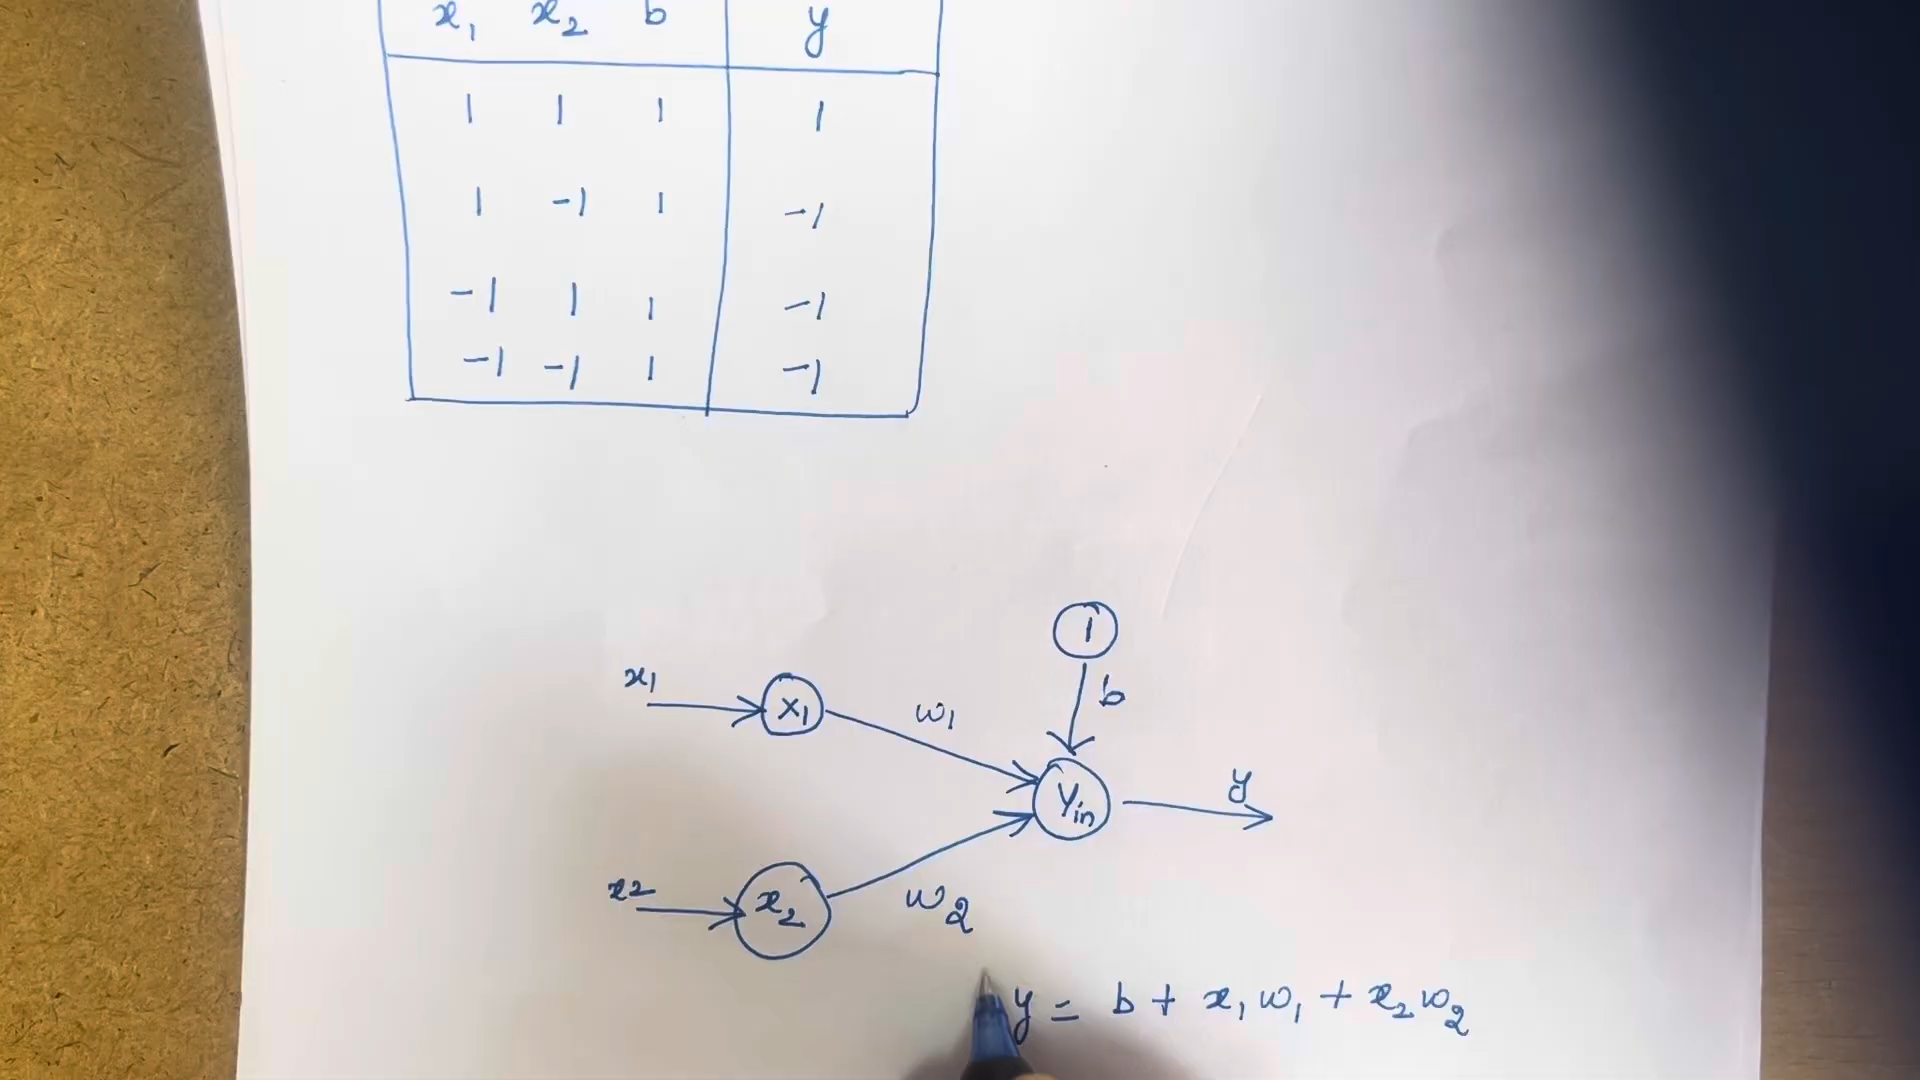 x₁ x₂ b y
1 1 1 1
1 -1 1 -1
-1 1 1 -1
-1 -1 1 -1
1
x₁ X₁ w₁ b
Yin y
x2 x₂ w₂
y = b + x₁w₁ + x₂w₂